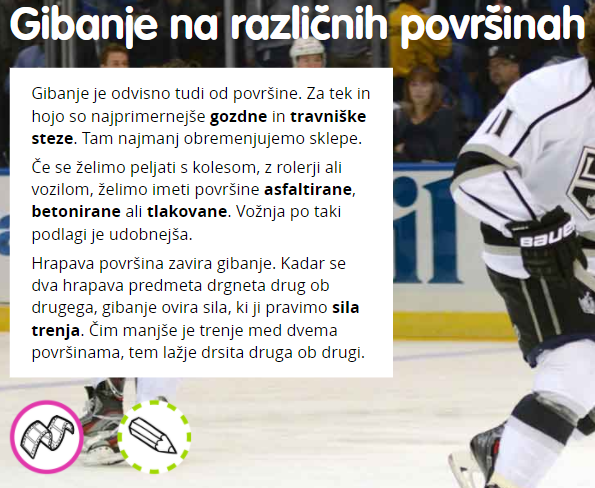 Gibanje na različnih površinah
Gibanje je odvisno tudi od površine. Za tek in
hojo so najprimernejše gozdne in travniške
steze. Tam najmanj obremenjujemo sklepe.
Če se želimo peljati s kolesom, z rolerji ali
vozilom, želimo imeti površine asfaltirane,
betonirane ali tlakovane. Vožnja po taki
podlagi je udobnejša.
Hrapava površina zavira gibanje. Kadar se
dva hrapava predmeta drgneta drug ob
drugega, gibanje ovira sila, ki ji pravimo sila
trenja. Čim manjše je trenje med dvema
površinama, tem lažje drsita druga ob drugi.
11
BAUER